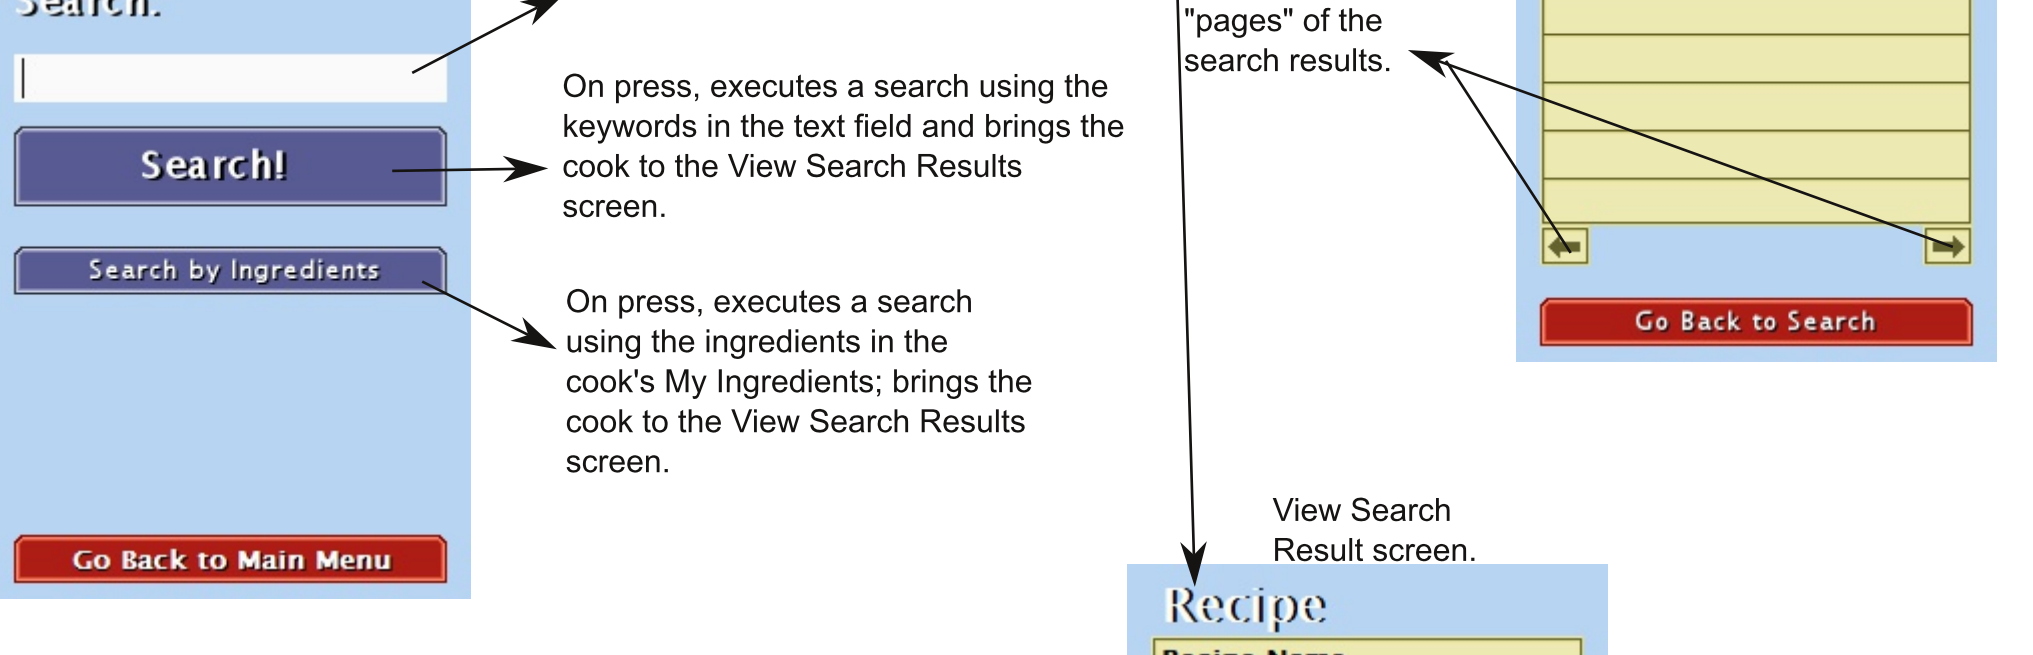 Search:
On press, executes a search using the
keywords in the text field and brings the
cook to the View Search Results
screen.
Search!
Search by Ingredients
On press, executes a search
using the ingredients in the
cook's My Ingredients; brings the
cook to the View Search Results
screen.
Go Back to Main Menu
"pages" of the
search results.
Go Back to Search
View Search
Result screen.
Recipe
Recipe Name